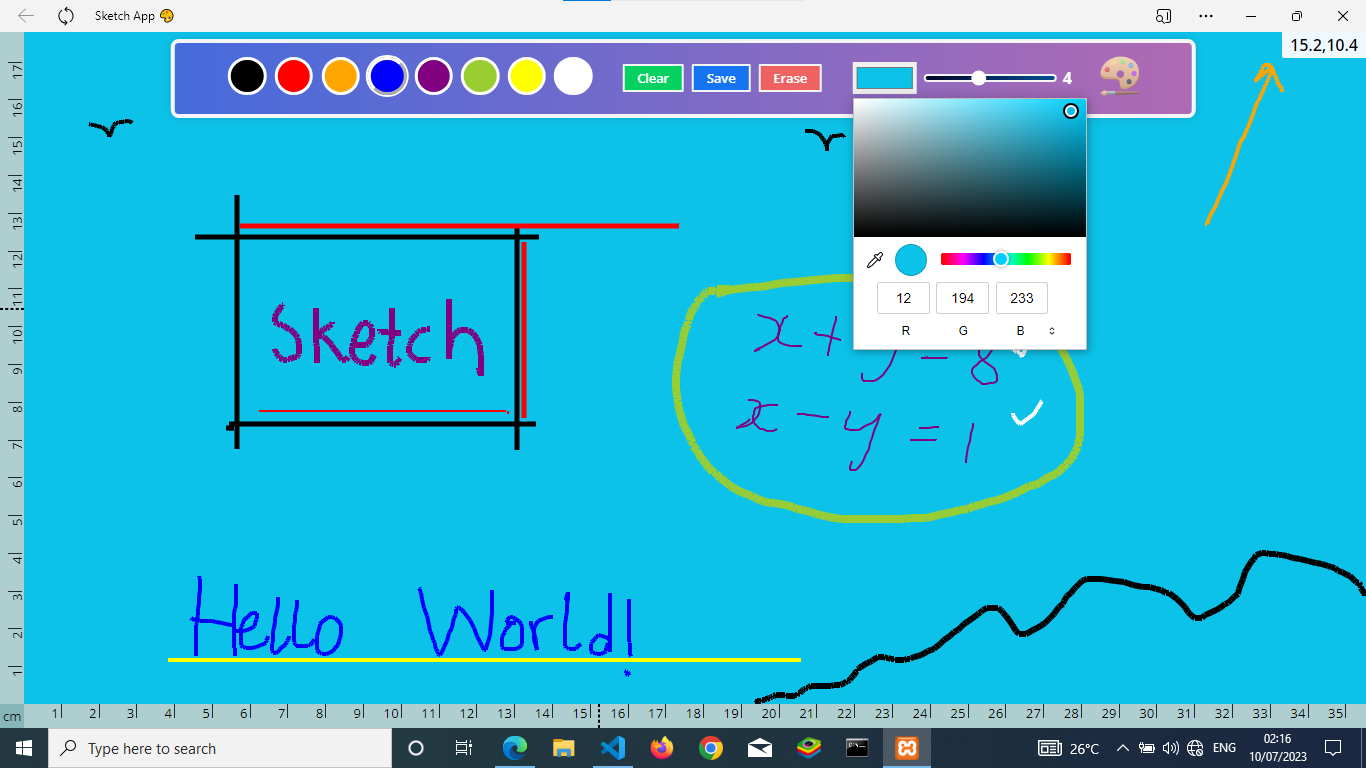 Sketch App
15.2,10.4
Clear Save Erase 4
12 194 233
R G B
17
16
15
14
13
12
11
10
9
8
7
6
5
4
3
2
1
Sketch
x + y = 8
x - y = 1
Hello World!
cm 1 2 3 4 5 6 7 8 9 10 11 12 13 14 15 16 17 18 19 20 21 22 23 24 25 26 27 28 29 30 31 32 33 34 35
Type here to search
26°C ENG
02:16
10/07/2023